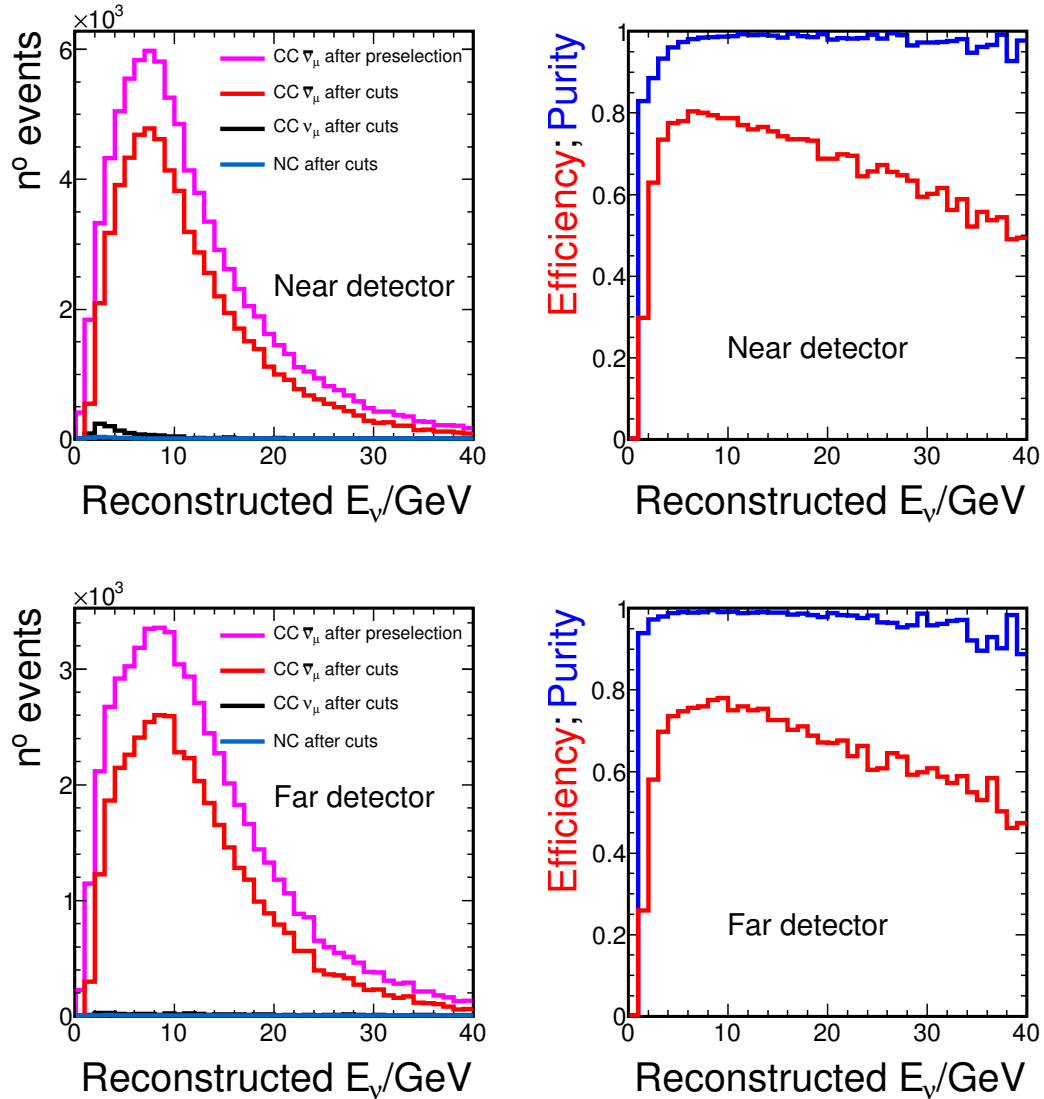 ×10³
nº events
6
4
2
0
CC ν̅μ after preselection
CC ν̅μ after cuts
CC νμ after cuts
NC after cuts
Near detector
0 10 20 30 40
Reconstructed Eν/GeV
Efficiency; Purity
1
0.8
0.6
0.4
0.2
0
Near detector
0 10 20 30 40
Reconstructed Eν/GeV
×10³
nº events
3
2
1
0
CC ν̅μ after preselection
CC ν̅μ after cuts
CC νμ after cuts
NC after cuts
Far detector
0 10 20 30 40
Reconstructed Eν/GeV
Efficiency; Purity
1
0.8
0.6
0.4
0.2
0
Far detector
0 10 20 30 40
Reconstructed Eν/GeV